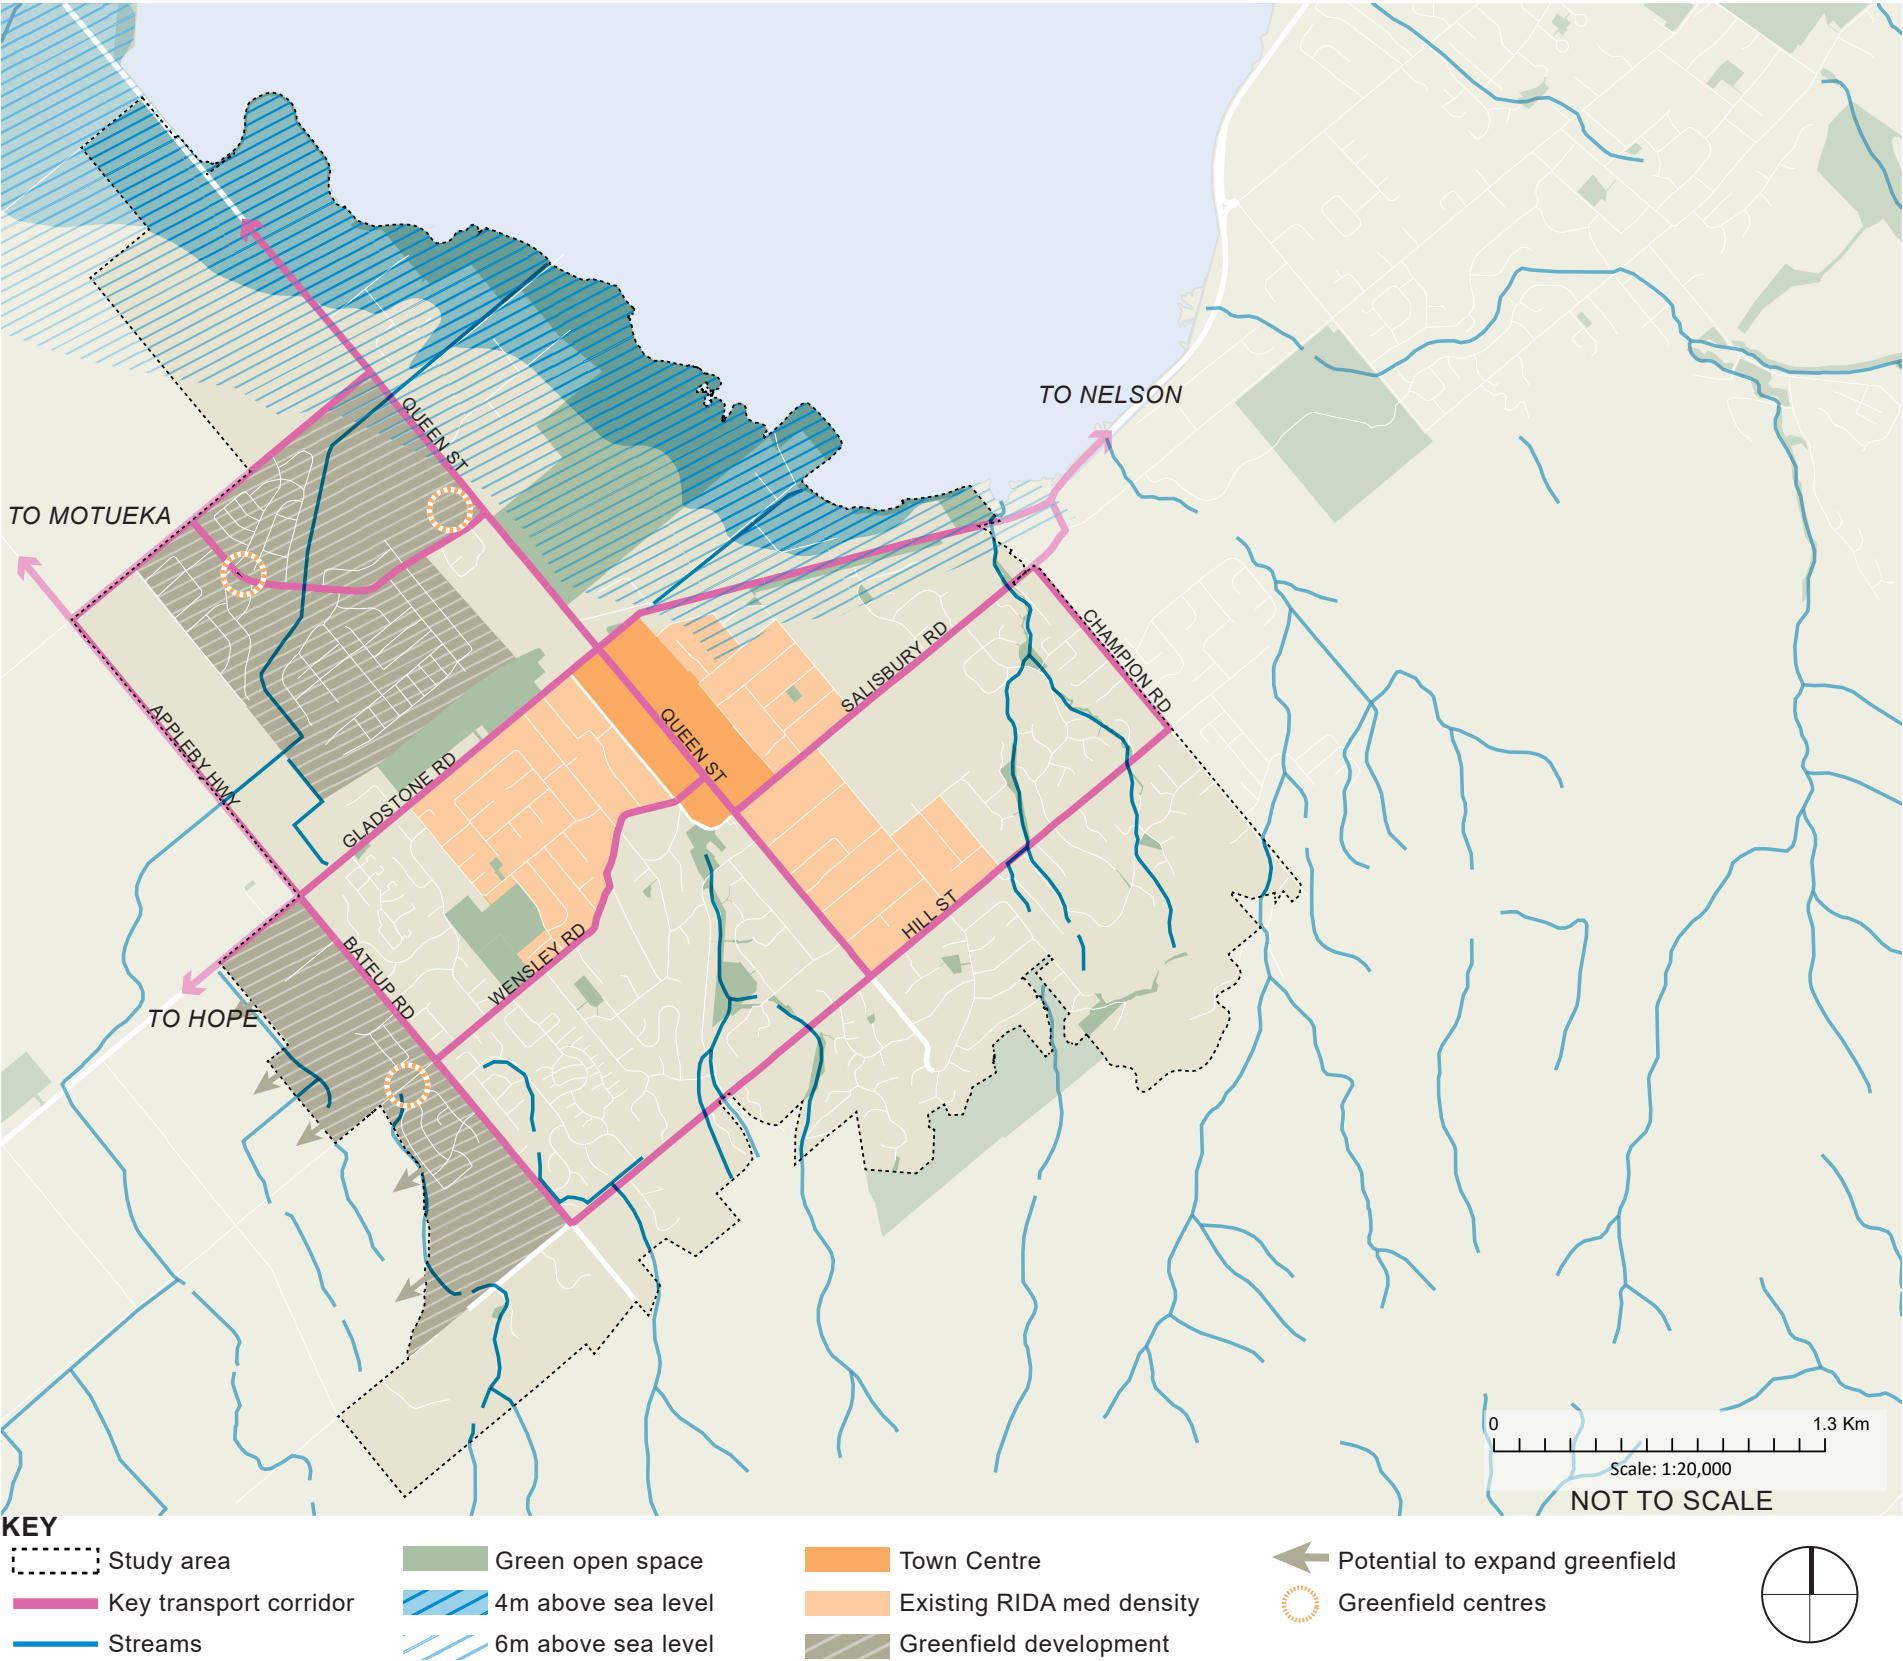 TO NELSON
QUEEN ST
TO MOTUEKA
CHAMPION RD
SALISBURY RD
APPLEBY HWY
QUEEN ST
GLADSTONE RD
HILL ST
WENSLEY RD
BATEUP RD
TO HOPE
0 1.3 Km
Scale: 1:20,000
NOT TO SCALE
KEY
Study area
Key transport corridor
Streams
Green open space
4m above sea level
6m above sea level
Town Centre
Existing RIDA med density
Greenfield development
Potential to expand greenfield
Greenfield centres